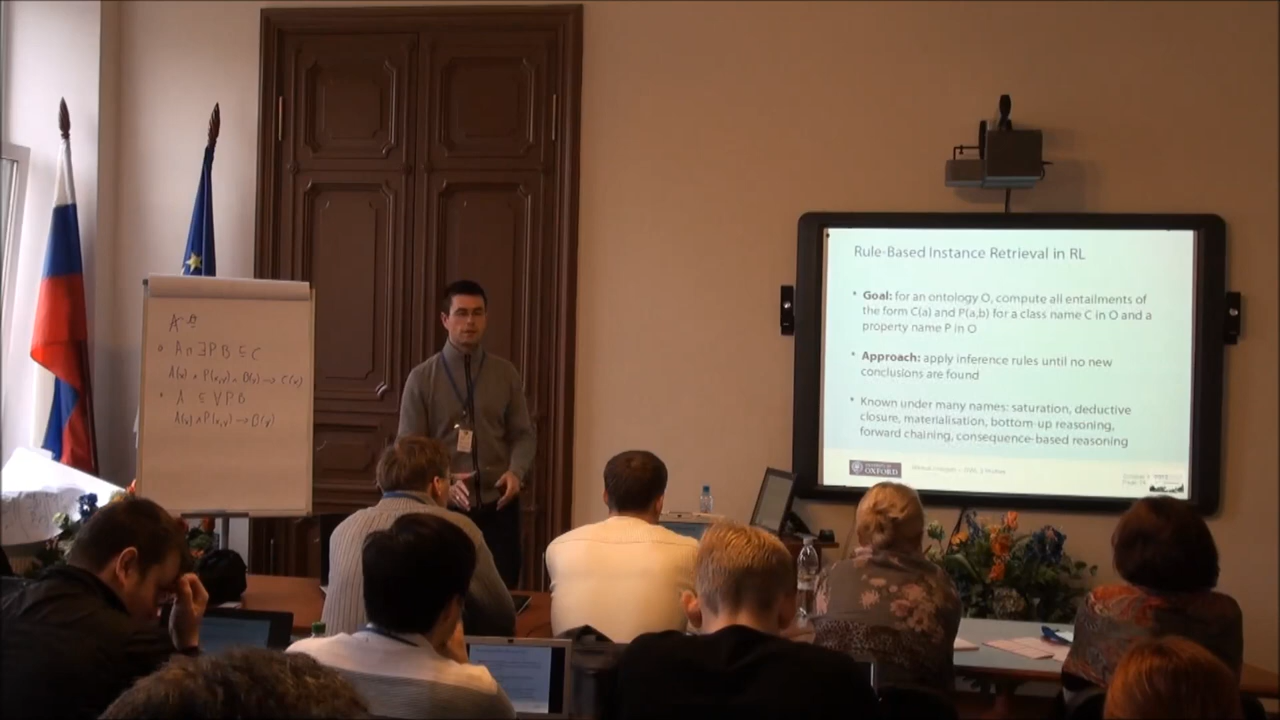 A
A ⊓ ∃P.B ⊆ C
A(x) ∧ P(x,y) ∧ B(y) → C(x)
A ⊆ ∀P.B
A(x) ∧ P(x,y) → B(y)
Rule-Based Instance Retrieval in RL
• Goal: for an ontology O, compute all entailments of
the form C(a) and P(a,b) for a class name C in O and a
property name P in O
• Approach: apply inference rules until no new
conclusions are found
• Known under many names: saturation, deductive
closure, materialisation, bottom-up reasoning,
forward chaining, consequence-based reasoning
UNIVERSITY OF
OXFORD